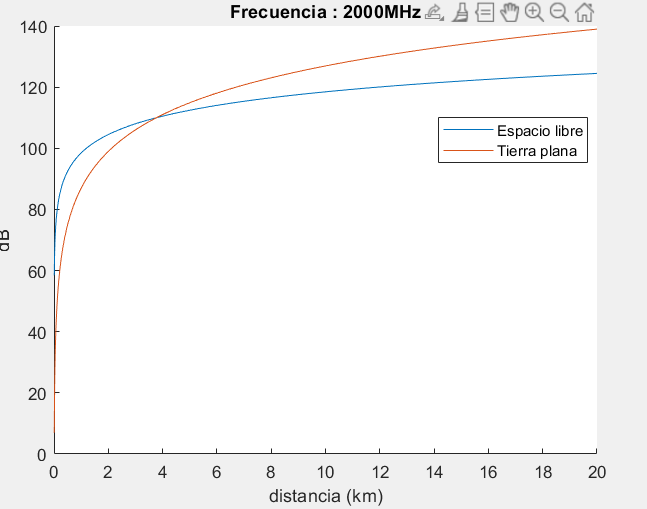 Frecuencia : 2000MHz
140
120
100
80
60
40
20
0
dB
Espacio libre
Tierra plana
0 2 4 6 8 10 12 14 16 18 20
distancia (km)